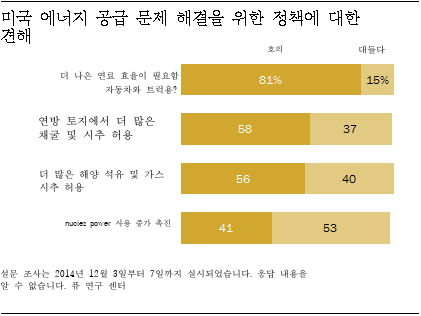 미국 에너지 공급 문제 해결을 위한 정책에 대한
견해
호의 대들다
더 나은 연료 효율이 필요함
자동차와 트럭용?
81% 15%
연방 토지에서 더 많은
채굴 및 시추 허용
58 37
더 많은 해양 석유 및 가스
시추 허용
56 40
nuclez power 사용 증가 촉진
41 53
설문 조사는 2014년 12월 3일부터 7일까지 실시되었습니다. 응답 내용을
알 수 없습니다. 퓨 연구 센터